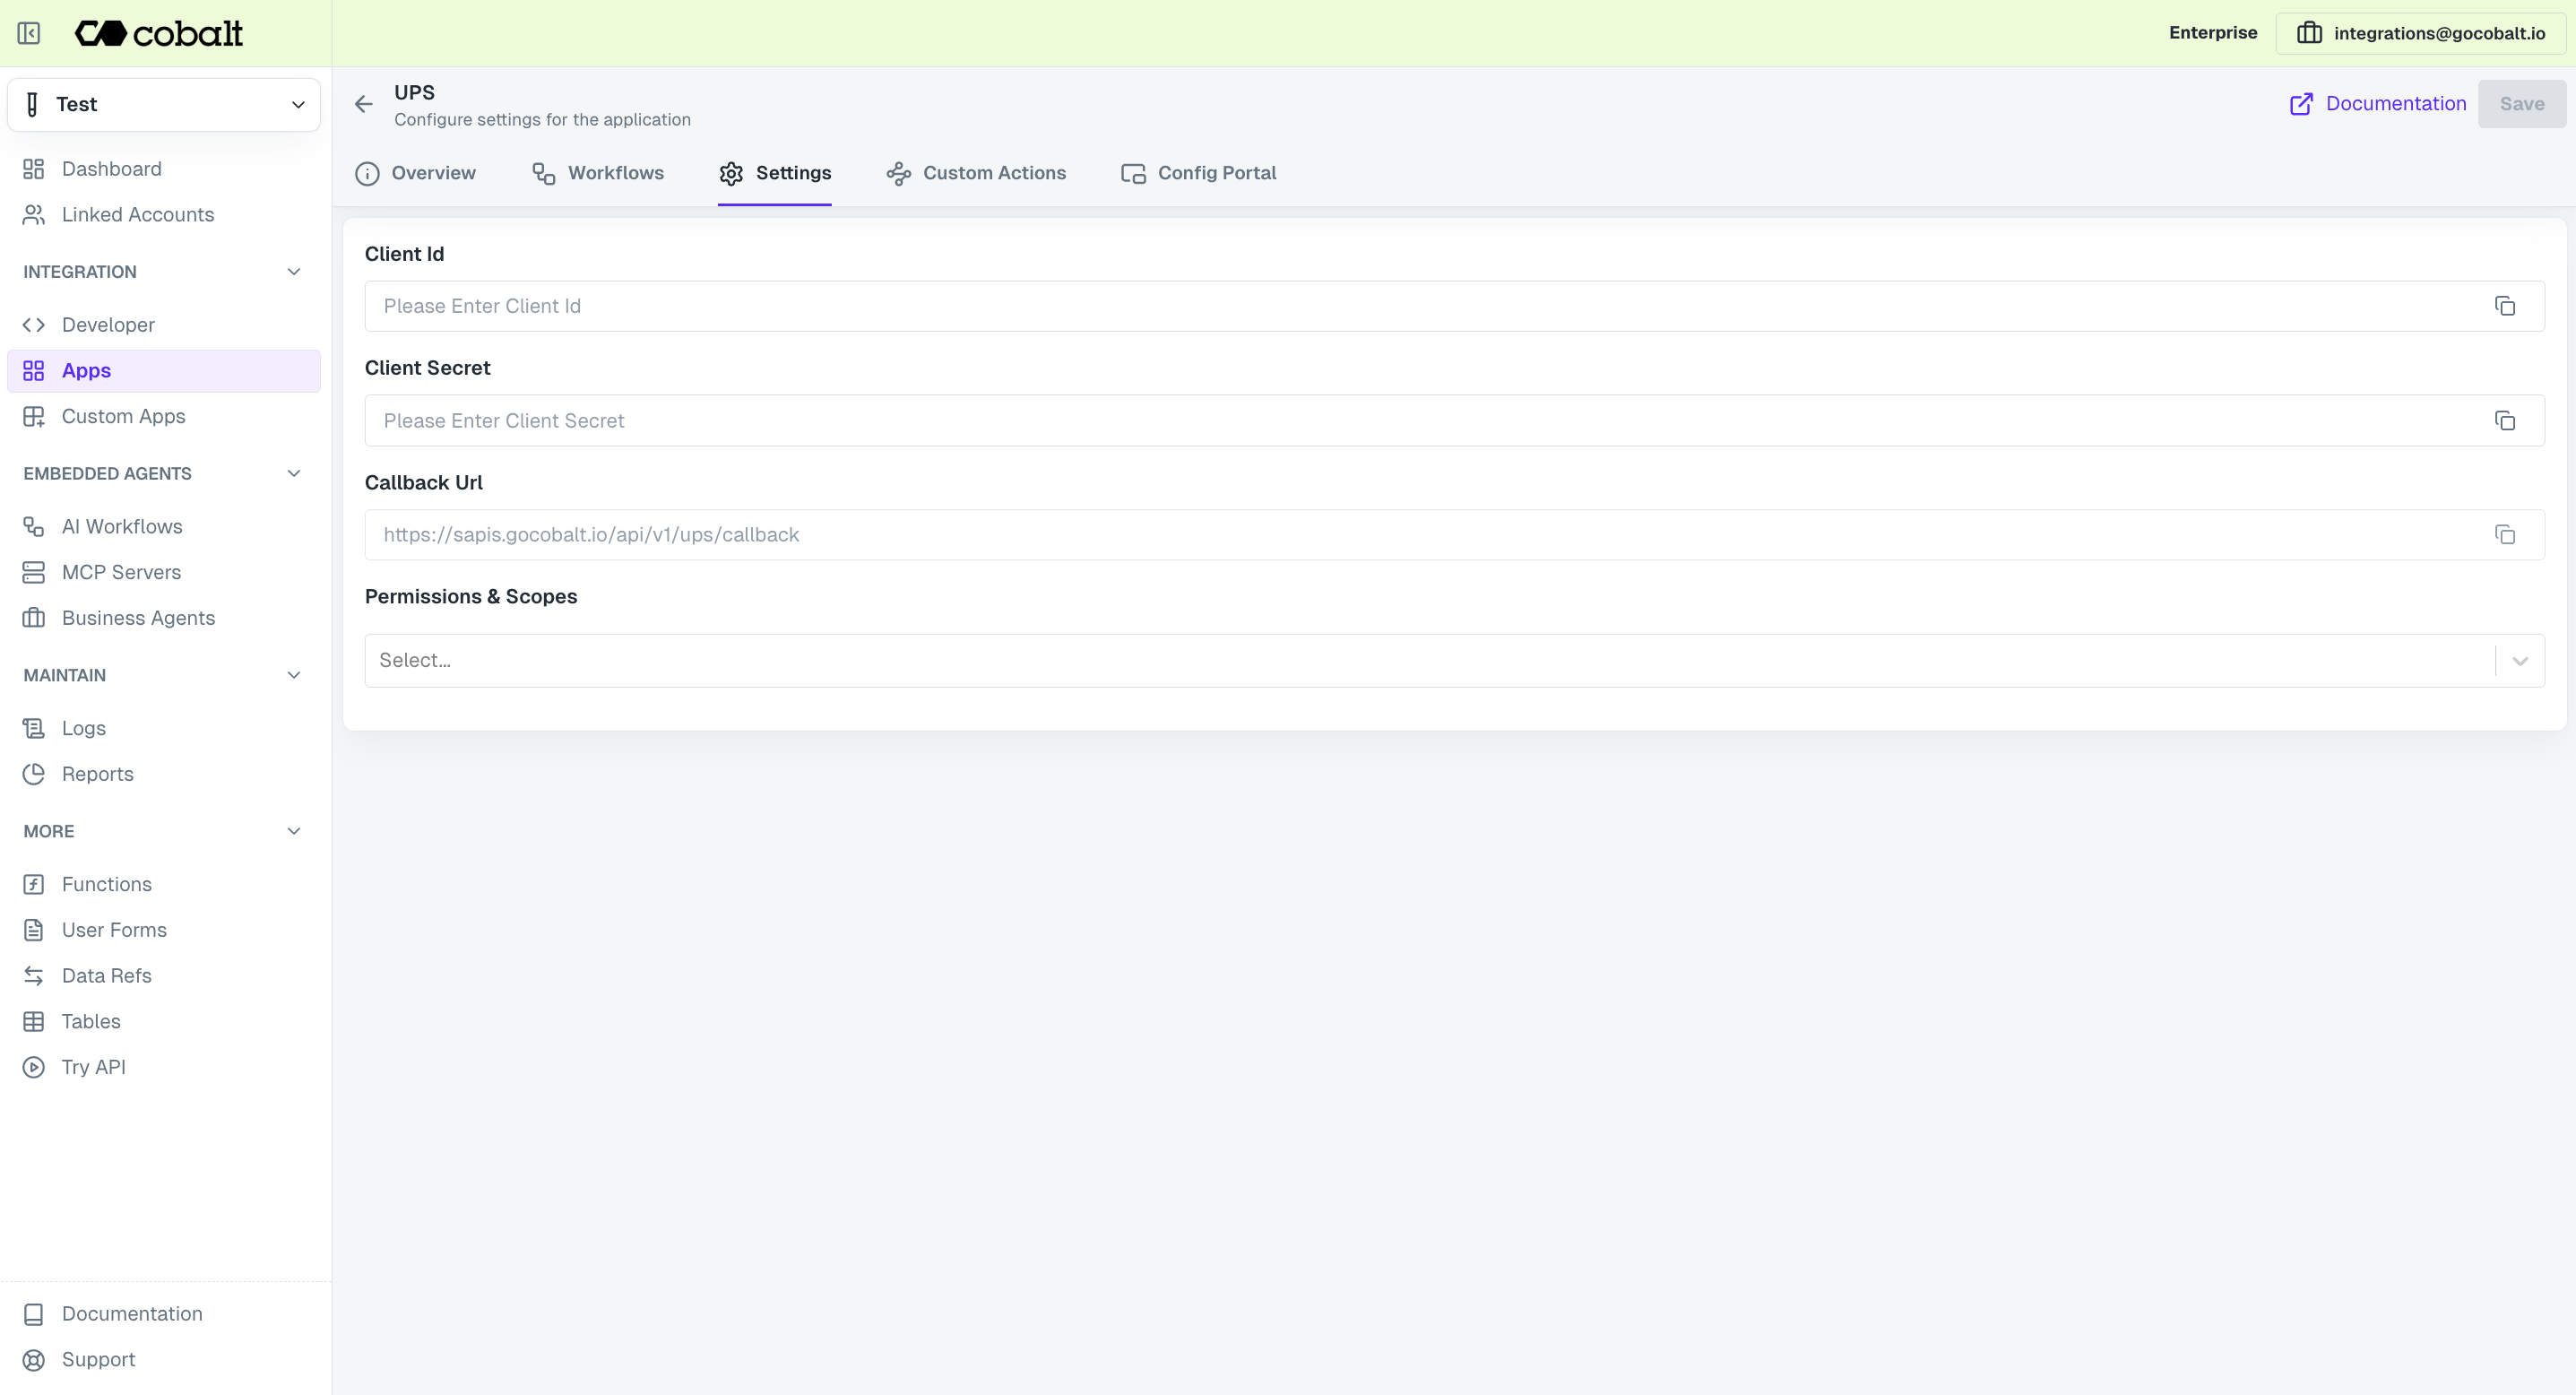 cobalt
Enterprise
integrations@gocobalt.io
Test
Dashboard
Linked Accounts
INTEGRATION
Developer
Apps
Custom Apps
EMBEDDED AGENTS
AI Workflows
MCP Servers
Business Agents
MAINTAIN
Logs
Reports
MORE
Functions
User Forms
Data Refs
Tables
Try API
Documentation
Support
UPS
Configure settings for the application
Documentation
Save
Overview
Workflows
Settings
Custom Actions
Config Portal
Client Id
Please Enter Client Id
Client Secret
Please Enter Client Secret
Callback Url
https://sapis.gocobalt.io/api/v1/ups/callback
Permissions & Scopes
Select...